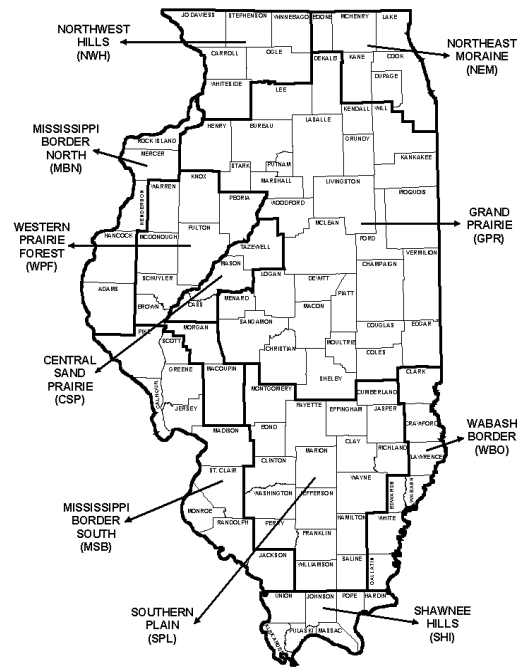 JO DAVIESS
STEPHENSON
WINNEBAGO
BOONE
MCHENRY
LAKE
NORTHWEST
HILLS
(NWH)
NORTHEAST
MORAINE
(NEM)
CARROLL
OGLE
DEKALB
KANE
COOK
DUPAGE
WHITESIDE
LEE
KENDALL
WILL
MISSISSIPPI
BORDER
NORTH
(MBN)
ROCK ISLAND
MERCER
HENRY
BUREAU
LASALLE
GRUNDY
KANKAKEE
STARK
PUTNAM
MARSHALL
LIVINGSTON
IROQUOIS
HENDERSON
WARREN
KNOX
PEORIA
WOODFORD
MCLEAN
FORD
GRAND
PRAIRIE
(GPR)
WESTERN
PRAIRIE
FOREST
(WPF)
HANCOCK
MCDONOUGH
FULTON
TAZEWELL
MASON
LOGAN
DEWITT
CHAMPAIGN
VERMILION
ADAMS
SCHUYLER
BROWN
CASS
MENARD
SANGAMON
MACON
PIATT
DOUGLAS
EDGAR
MOULTRIE
COLES
CENTRAL
SAND
PRAIRIE
(CSP)
PIKE
SCOTT
MORGAN
CHRISTIAN
SHELBY
GREENE
MACOUPIN
MONTGOMERY
CUMBERLAND
CLARK
CALHOUN
JERSEY
FAYETTE
EFFINGHAM
JASPER
CRAWFORD
WABASH
BORDER
(WBO)
MADISON
BOND
CLAY
RICHLAND
LAWRENCE
MARION
CLINTON
ST. CLAIR
WAYNE
EDWARDS
WABASH
WASHINGTON
JEFFERSON
MISSISSIPPI
BORDER
SOUTH
(MSB)
MONROE
RANDOLPH
PERRY
HAMILTON
WHITE
FRANKLIN
JACKSON
WILLIAMSON
SALINE
GALLATIN
SOUTHERN
PLAIN
(SPL)
UNION
JOHNSON
POPE
HARDIN
SHAWNEE
HILLS
(SHI)
ALEXANDER
PULASKI
MASSAC